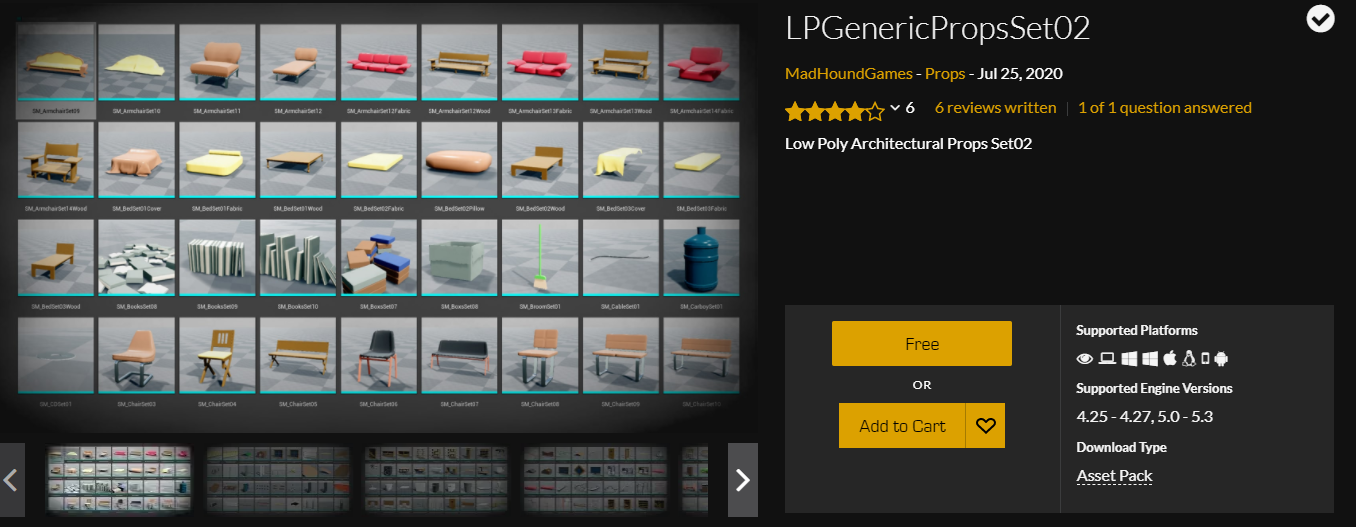 LPGenericPropsSet02
MadHoundGames - Props - Jul 25, 2020
6 6 reviews written 1 of 1 question answered
Low Poly Architectural Props Set02
SM_ArmchairSet09 SM_ArmchairSet10 SM_ArmchairSet11 SM_ArmchairSet12 SM_ArmchairSet12Fabric SM_ArmchairSet12Wood SM_ArmchairSet13Fabric SM_ArmchairSet13Wood SM_ArmchairSet14Fabric
SM_ArmchairSet14Wood SM_BedSet01Cover SM_BedSet01Fabric SM_BedSet01Wood SM_BedSet02Fabric SM_BedSet02Pillow SM_BedSet02Wood SM_BedSet03Cover SM_BedSet03Fabric
SM_BedSet03Wood SM_BooksSet08 SM_BooksSet09 SM_BooksSet10 SM_BoxsSet07 SM_BoxsSet08 SM_BroomSet01 SM_CableSet01 SM_CarboySet01
SM_CDSet01 SM_ChairSet03 SM_ChairSet04 SM_ChairSet05 SM_ChairSet06 SM_ChairSet07 SM_ChairSet08 SM_ChairSet09 SM_ChairSet10
Free
OR
Add to Cart
Supported Platforms
Supported Engine Versions
4.25 - 4.27, 5.0 - 5.3
Download Type
Asset Pack